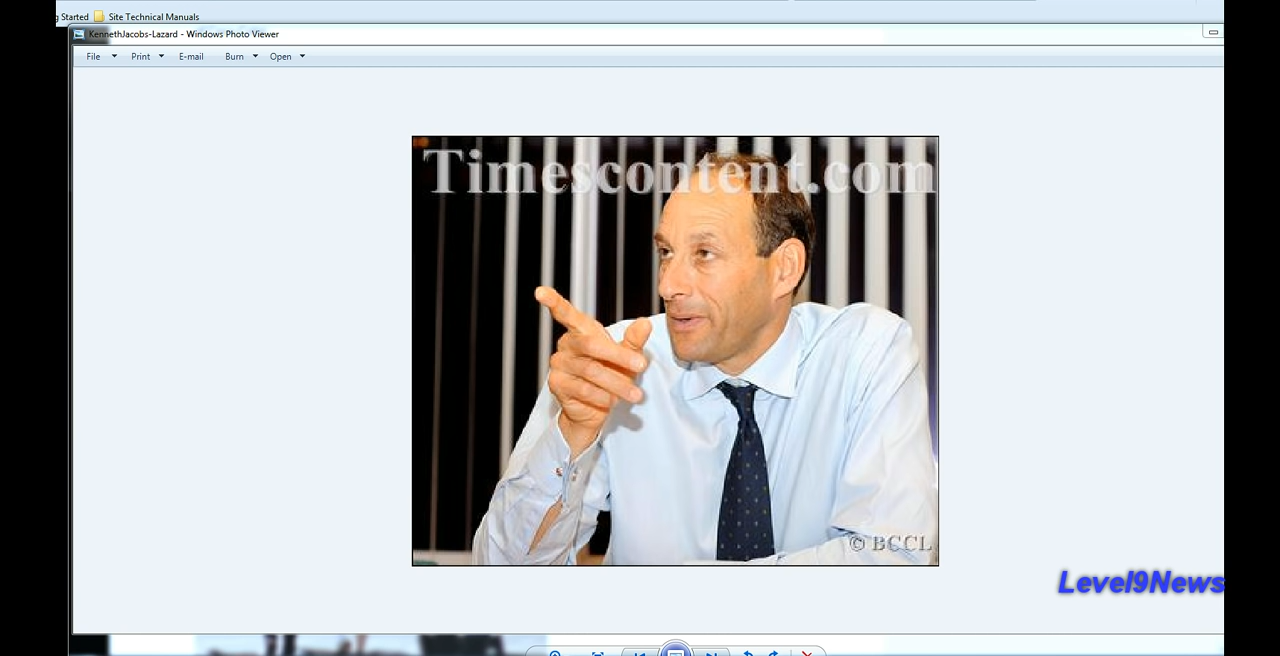 g Started Site Technical Manuals
KennethJacobs-Lazard - Windows Photo Viewer
File Print E-mail Burn Open
Timescontent.com
© BCCL
Level9News